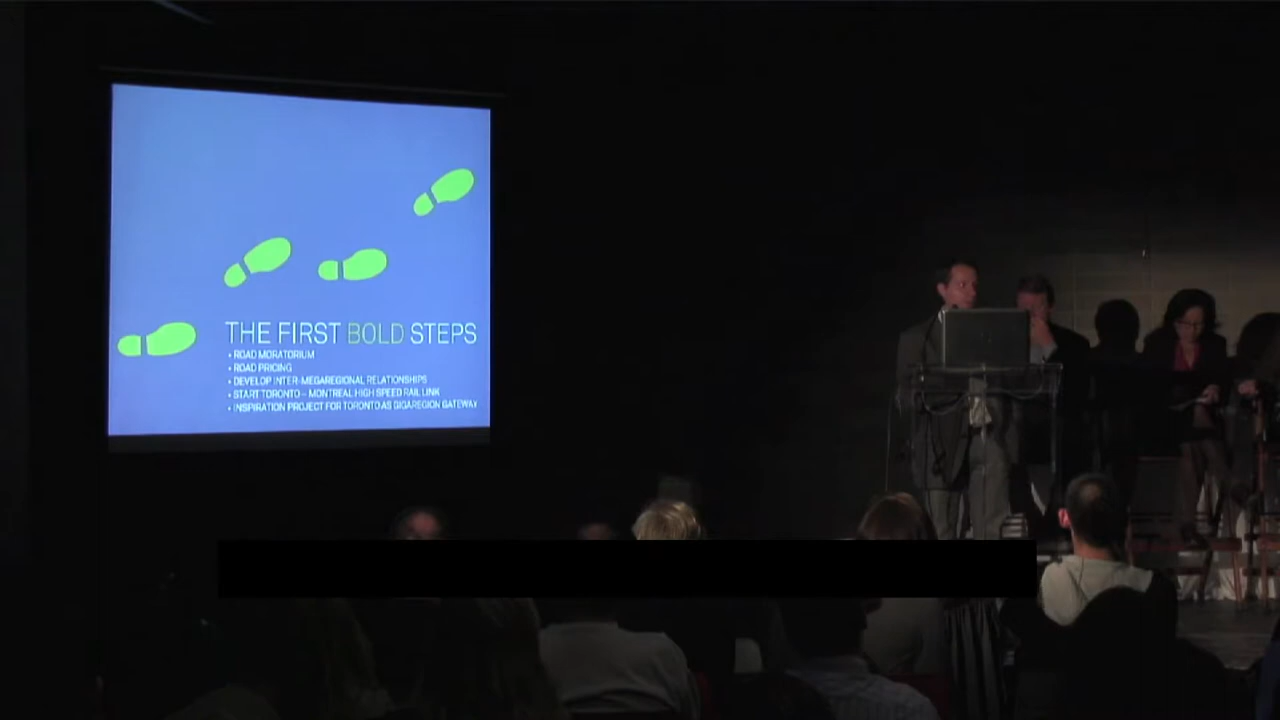 THE FIRST BOLD STEPS
• ROAD MORATORIUM
• ROAD PRICING
• DEVELOP INTER-MEGAREGIONAL RELATIONSHIPS
• START TORONTO – MONTREAL HIGH SPEED RAIL LINK
• INSPIRATION PROJECT FOR TORONTO AS GIGAREGION GATEWAY